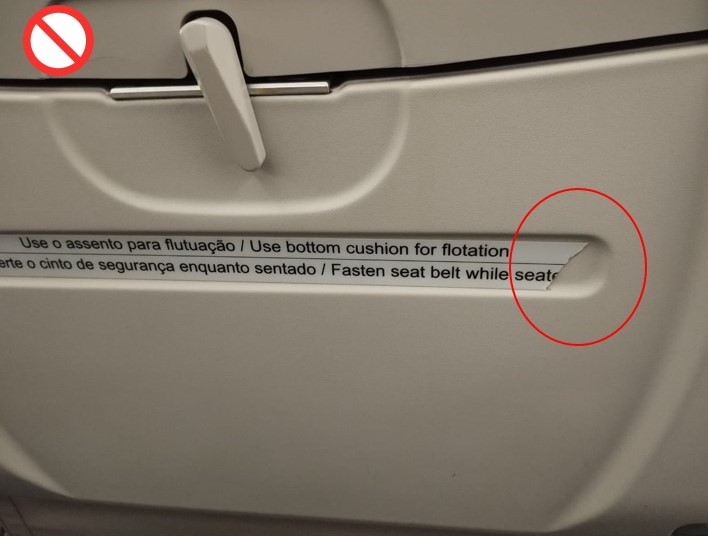 Use o assento para flutuação / Use bottom cushion for flotation
erte o cinto de segurança enquanto sentado / Fasten seat belt while seate